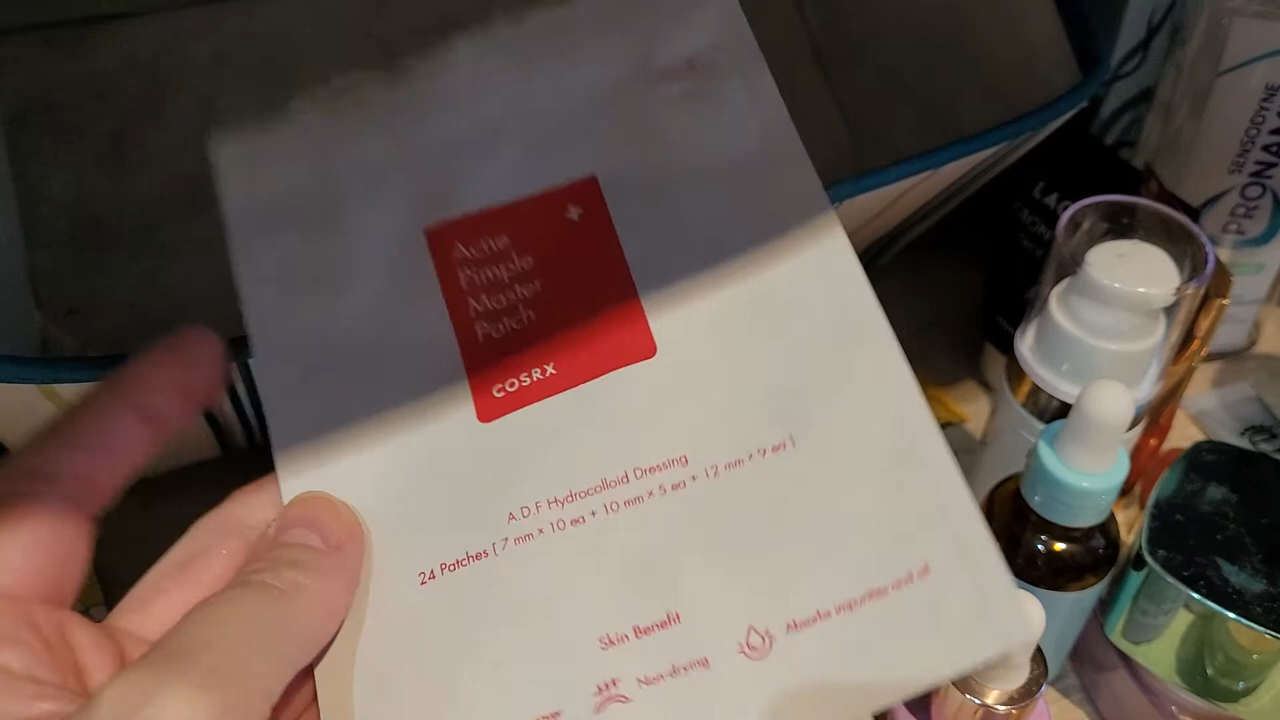 Acne
Pimple
Master
Patch
COSRX
A.D.F Hydrocolloid Dressing
24 Patches [ 7 mm × 10 ea + 10 mm × 5 ea + 12 mm × 9 ea ]
Skin Benefit
Non-drying
Absorbs impurities and oil
SENSODYNE
PRONAM